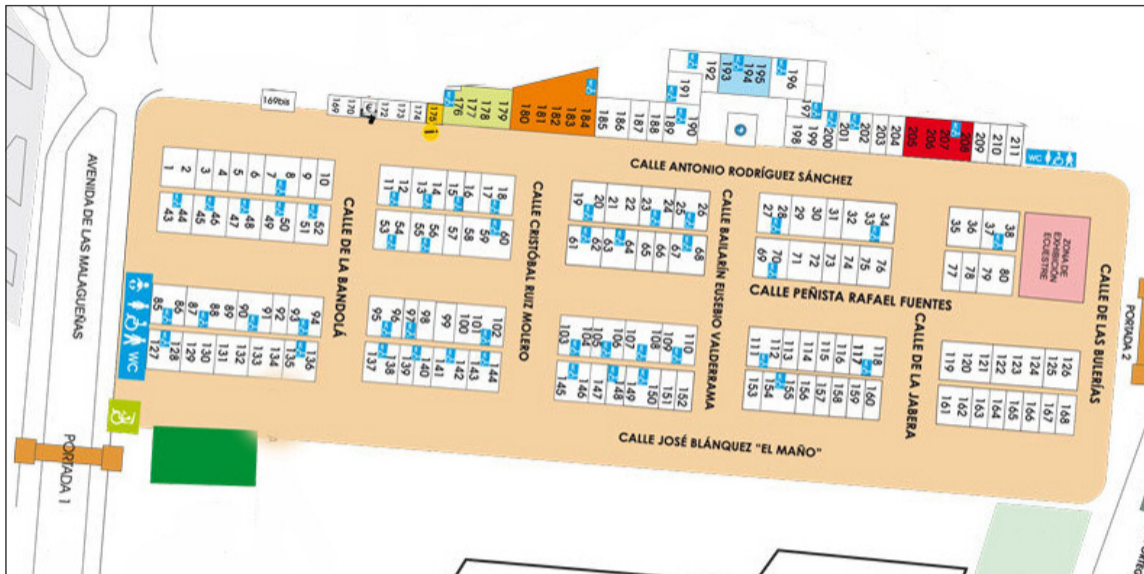 192
193
194
195
196
191
190
197
169bis
169
170
172
173
174
175
i
176
177
178
179
180
181
182
183
184
185
186
187
188
189
198
199
200
201
202
203
204
205
206
207
208
209
210
211
WC
CALLE ANTONIO RODRÍGUEZ SÁNCHEZ
AVENIDA DE LAS MALAGUEÑAS
1 2 3 4 5 6 7 8 9 10
43 44 45 46 47 48 49 50 51 52
CALLE DE LA BANDOLÁ
11 12 13 14 15 16 17 18
53 54 55 56 57 58 59 60
CALLE CRISTÓBAL RUIZ MOLERO
19 20 21 22 23 24 25 26
61 62 63 64 65 66 67 68
CALLE BAILARÍN EUSEBIO VALDERRAMA
27 28 29 30 31 32 33 34
69 70 71 72 73 74 75 76
35 36 37 38
77 78 79 80
ZONA DE
EXHIBICIÓN
ECUESTRE
CALLE DE LAS BULERÍAS
PORTADA 2
CALLE PEÑISTA RAFAEL FUENTES
WC
85 86 87 88 89 90 91 92 93 94
127 128 129 130 131 132 133 134 135 136
95 96 97 98 99 100 101 102
137 138 139 140 141 142 143 144
103 104 105 106 107 108 109 110
145 146 147 148 149 150 151 152
111 112 113 114 115 116 117 118
153 154 155 156 157 158 159 160
CALLE DE LA JABERA
119 120 121 122 123 124 125 126
161 162 163 164 165 166 167 168
PORTADA 1
CALLE JOSÉ BLÁNQUEZ "EL MAÑO"